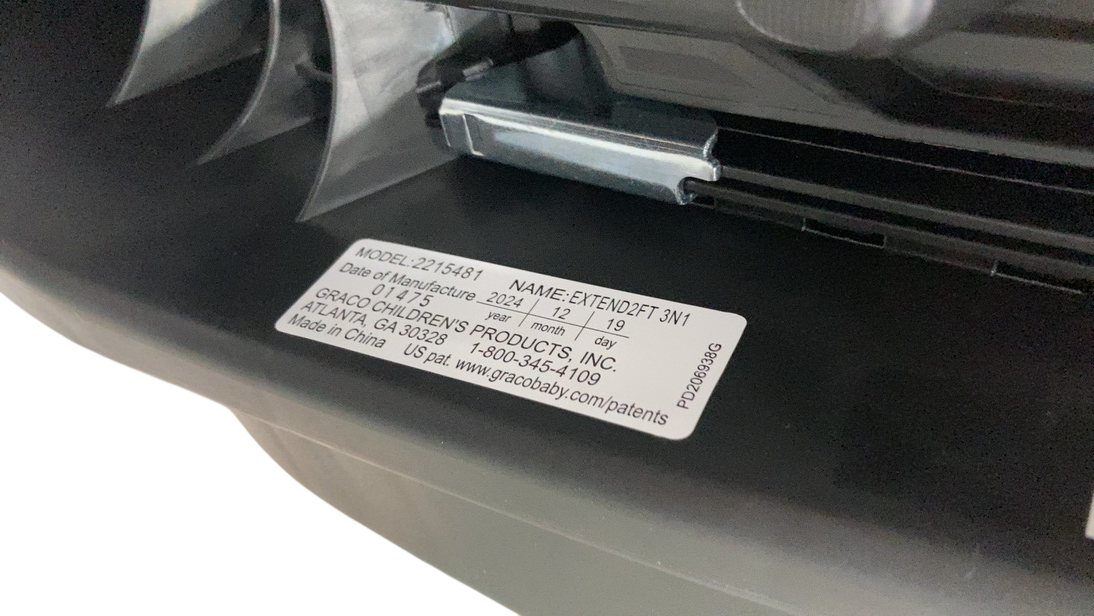 MODEL:2215481 NAME:EXTEND2FT 3N1
Date of Manufacture 2024 / 12 / 19
01475 year / month / day
GRACO CHILDREN'S PRODUCTS, INC.
ATLANTA, GA 30328 1-800-345-4109
Made in China US pat. www.gracobaby.com/patents
PD206938G